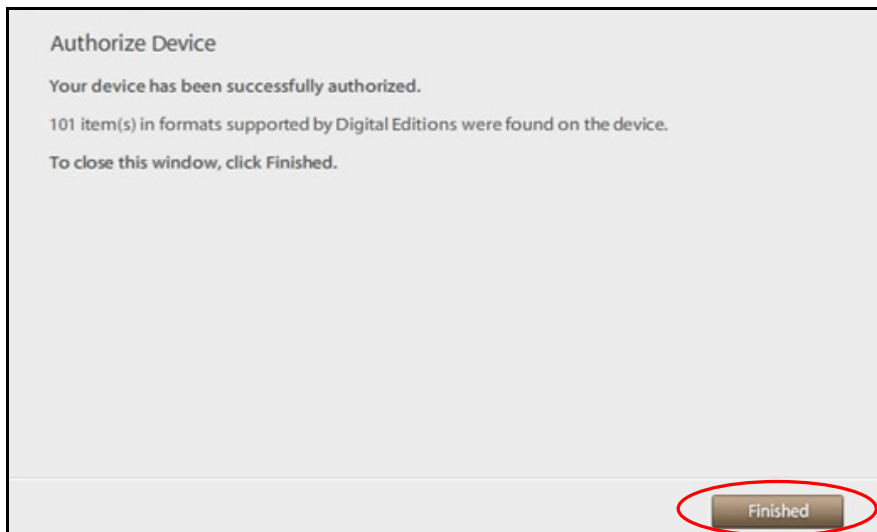 Authorize Device
Your device has been successfully authorized.
101 item(s) in formats supported by Digital Editions were found on the device.
To close this window, click Finished.
Finished